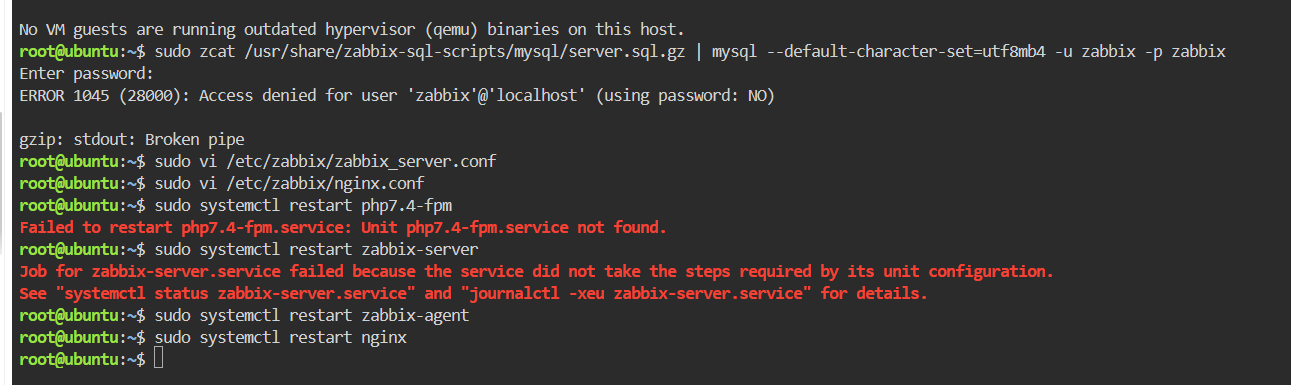 No VM guests are running outdated hypervisor (qemu) binaries on this host.
root@ubuntu:~$ sudo zcat /usr/share/zabbix-sql-scripts/mysql/server.sql.gz | mysql --default-character-set=utf8mb4 -u zabbix -p zabbix
Enter password:
ERROR 1045 (28000): Access denied for user 'zabbix'@'localhost' (using password: NO)
gzip: stdout: Broken pipe
root@ubuntu:~$ sudo vi /etc/zabbix/zabbix_server.conf
root@ubuntu:~$ sudo vi /etc/zabbix/nginx.conf
root@ubuntu:~$ sudo systemctl restart php7.4-fpm
Failed to restart php7.4-fpm.service: Unit php7.4-fpm.service not found.
root@ubuntu:~$ sudo systemctl restart zabbix-server
Job for zabbix-server.service failed because the service did not take the steps required by its unit configuration.
See "systemctl status zabbix-server.service" and "journalctl -xeu zabbix-server.service" for details.
root@ubuntu:~$ sudo systemctl restart zabbix-agent
root@ubuntu:~$ sudo systemctl restart nginx
root@ubuntu:~$